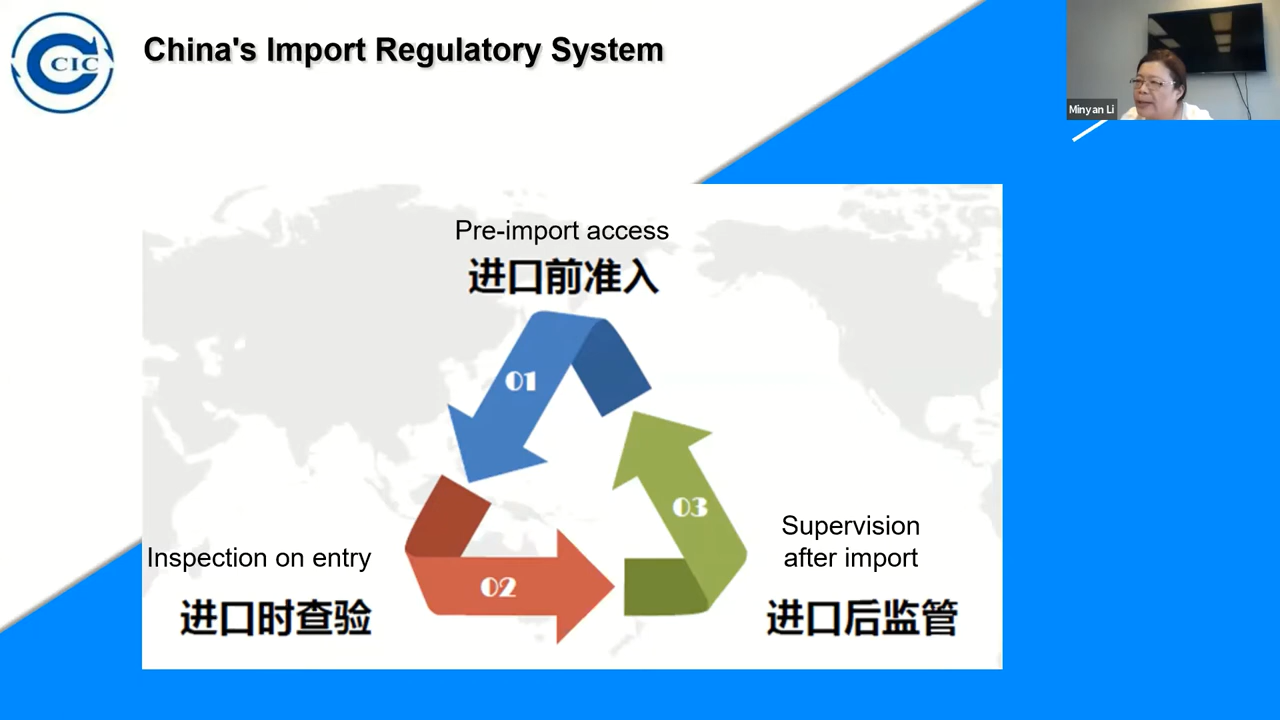 CCIC
China's Import Regulatory System
Minyan Li
Pre-import access
进口前准入
01
03
Supervision
after import
Inspection on entry
02
进口时查验
进口后监管